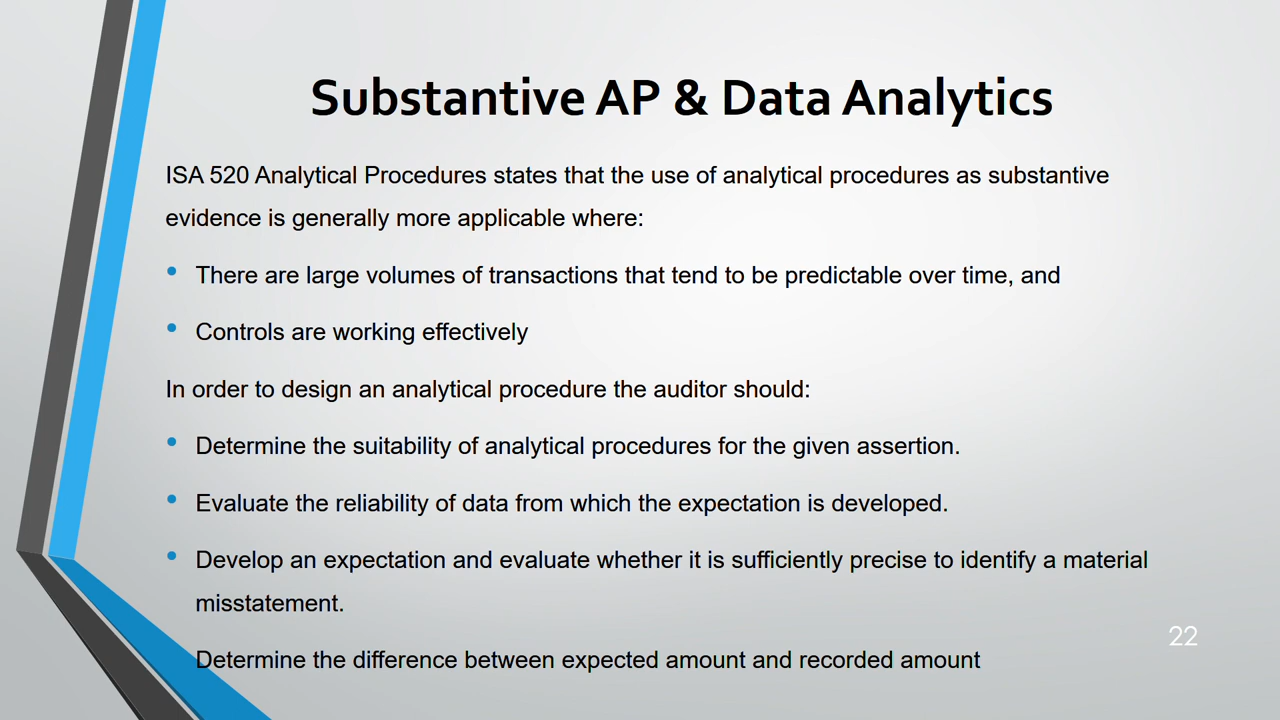 Substantive AP & Data Analytics
ISA 520 Analytical Procedures states that the use of analytical procedures as substantive
evidence is generally more applicable where:
• There are large volumes of transactions that tend to be predictable over time, and
• Controls are working effectively
In order to design an analytical procedure the auditor should:
• Determine the suitability of analytical procedures for the given assertion.
• Evaluate the reliability of data from which the expectation is developed.
• Develop an expectation and evaluate whether it is sufficiently precise to identify a material
misstatement.
22
Determine the difference between expected amount and recorded amount